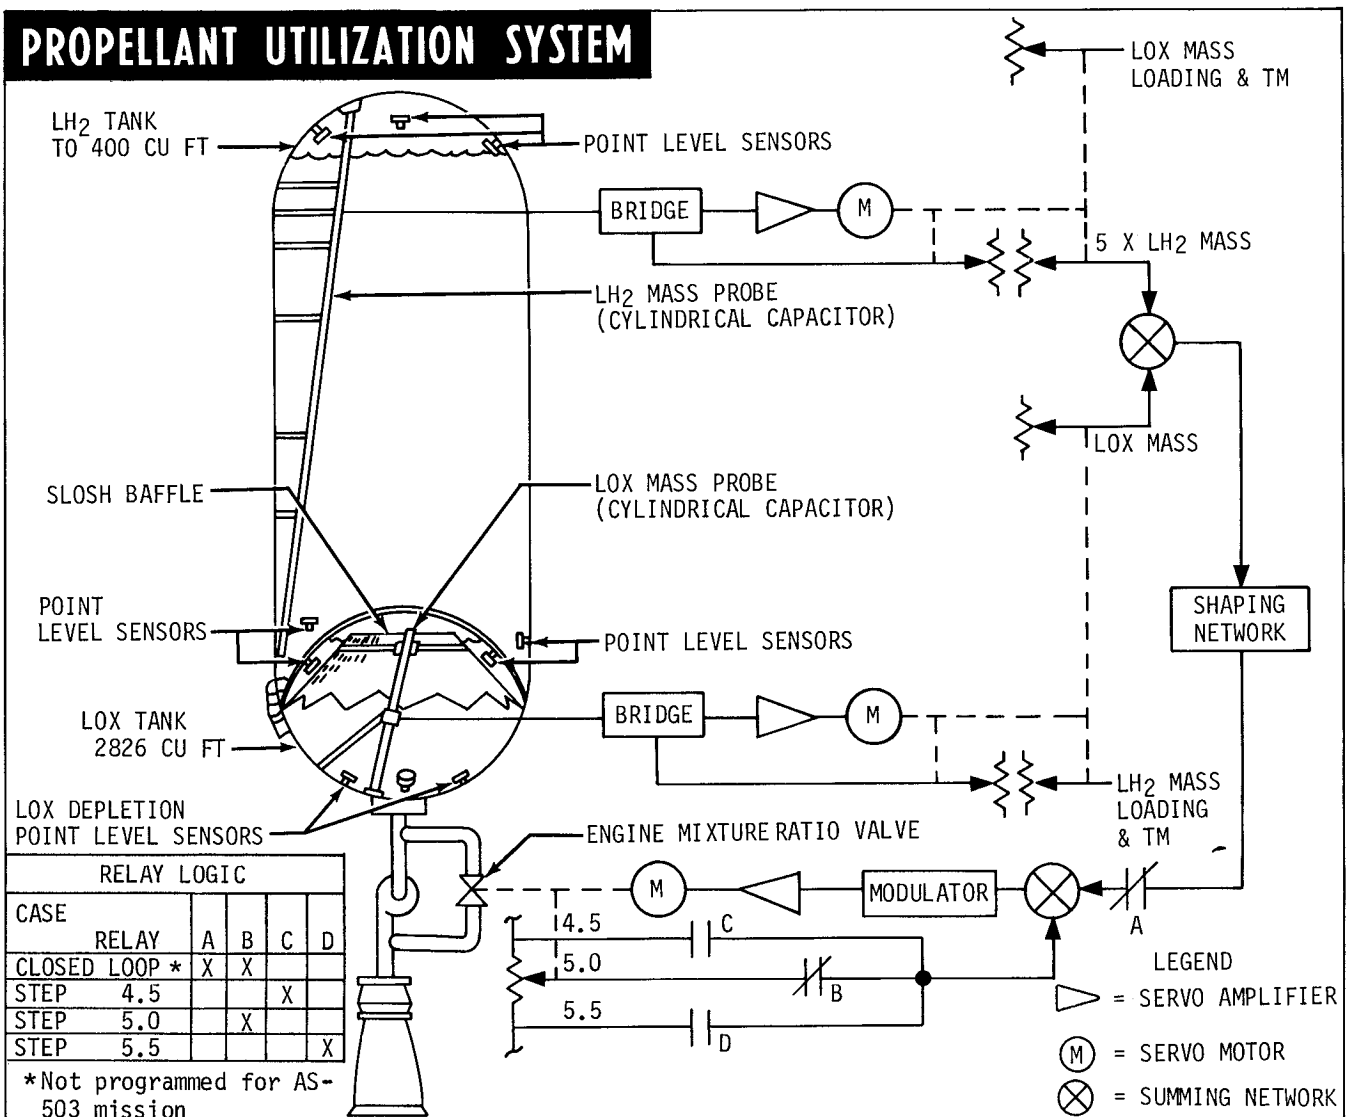 PROPELLANT UTILIZATION SYSTEM
LOX MASS
LOADING & TM
LH2 TANK
TO 400 CU FT
POINT LEVEL SENSORS
BRIDGE
M
5 X LH2 MASS
LH2 MASS PROBE
(CYLINDRICAL CAPACITOR)
LOX MASS
SLOSH BAFFLE
LOX MASS PROBE
(CYLINDRICAL CAPACITOR)
SHAPING
NETWORK
POINT
LEVEL SENSORS
POINT LEVEL SENSORS
LOX TANK
2826 CU FT
BRIDGE
M
LH2 MASS
LOADING
& TM
LOX DEPLETION
POINT LEVEL SENSORS
ENGINE MIXTURE RATIO VALVE
M
MODULATOR
A
4.5
C
5.0
B
5.5
D
RELAY LOGIC
CASE
RELAY A B C D
CLOSED LOOP * X X
STEP 4.5 X
STEP 5.0 X
STEP 5.5 X
*Not programmed for AS-
503 mission
LEGEND
= SERVO AMPLIFIER
M = SERVO MOTOR
= SUMMING NETWORK